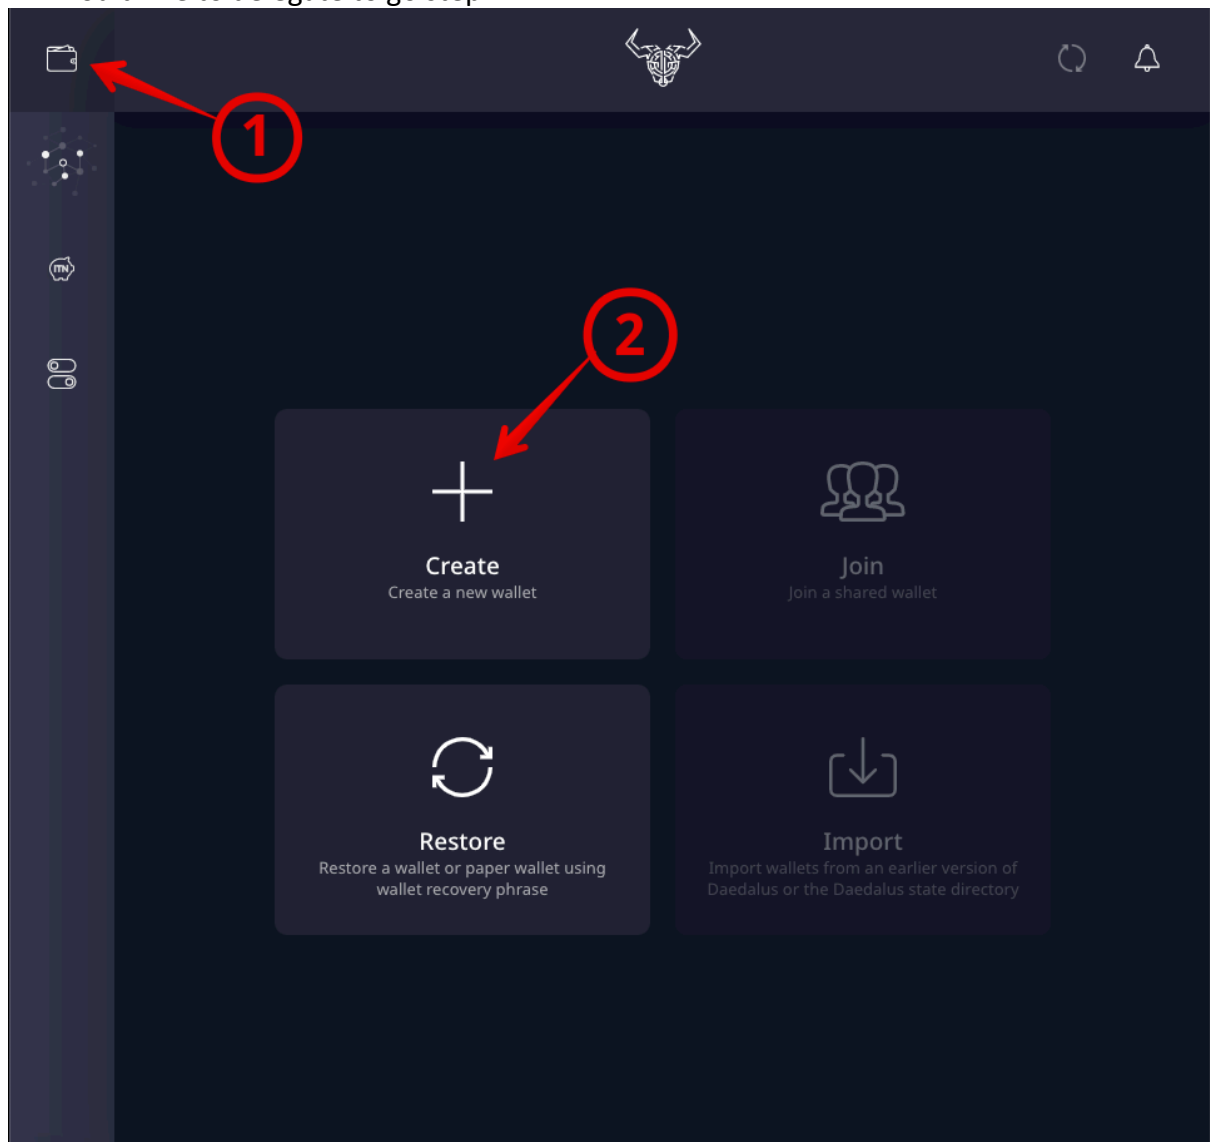 1
ITN
2
Create
Create a new wallet
Join
Join a shared wallet
Restore
Restore a wallet or paper wallet using
wallet recovery phrase
Import
Import wallets from an earlier version of
Daedalus or the Daedalus state directory